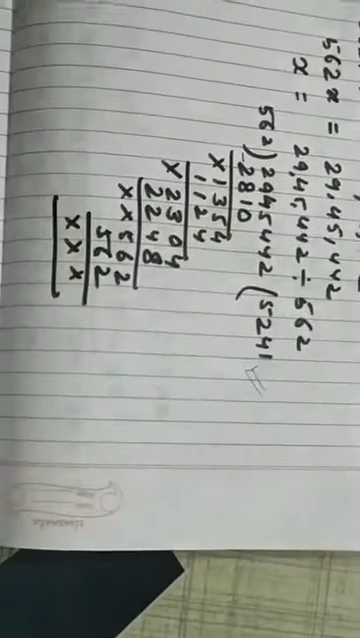 562x = 29,45,442
x = 29,45,442 ÷ 562
562) 2945442 (5241
2810
x1354
1124
x2304
2248
xx562
562
xxx
classmate